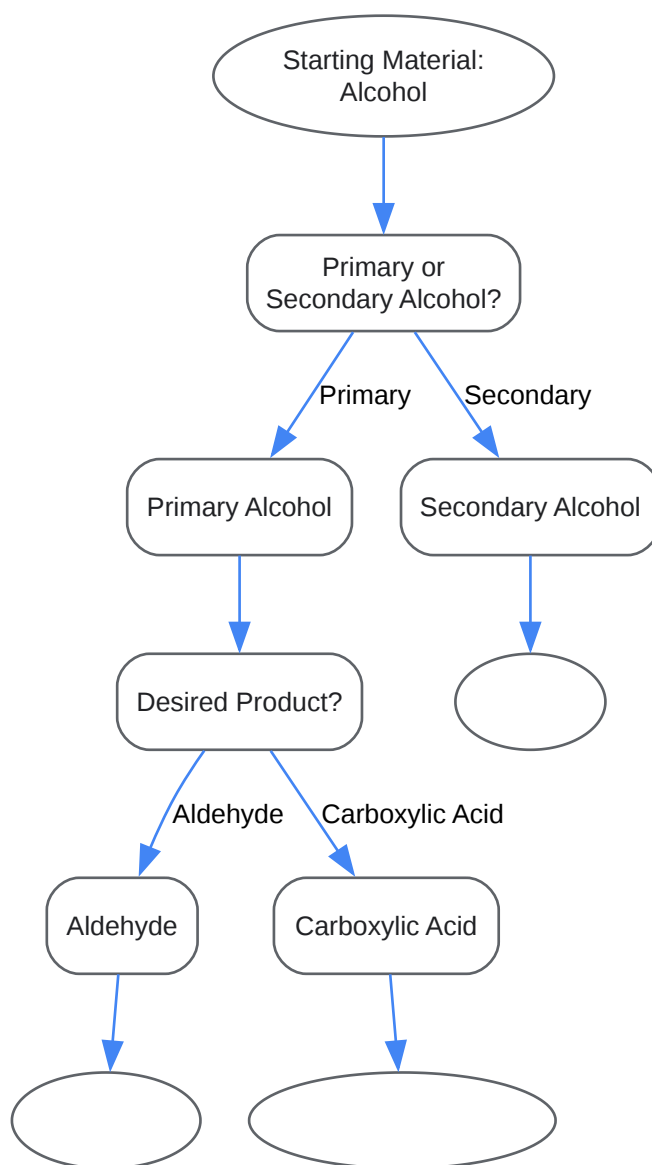 Starting Material:
Alcohol
Primary or
Secondary Alcohol?
Primary
Secondary
Primary Alcohol
Secondary Alcohol
Desired Product?
Aldehyde
Carboxylic Acid
Aldehyde
Carboxylic Acid